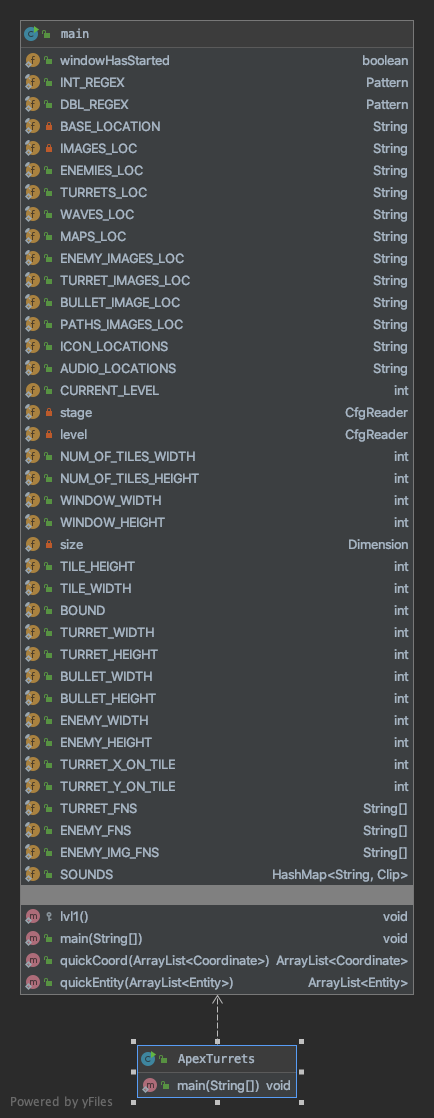 main
windowHasStarted boolean
INT_REGEX Pattern
DBL_REGEX Pattern
BASE_LOCATION String
IMAGES_LOC String
ENEMIES_LOC String
TURRETS_LOC String
WAVES_LOC String
MAPS_LOC String
ENEMY_IMAGES_LOC String
TURRET_IMAGES_LOC String
BULLET_IMAGE_LOC String
PATHS_IMAGES_LOC String
ICON_LOCATIONS String
AUDIO_LOCATIONS String
CURRENT_LEVEL int
stage CfgReader
level CfgReader
NUM_OF_TILES_WIDTH int
NUM_OF_TILES_HEIGHT int
WINDOW_WIDTH int
WINDOW_HEIGHT int
size Dimension
TILE_HEIGHT int
TILE_WIDTH int
BOUND int
TURRET_WIDTH int
TURRET_HEIGHT int
BULLET_WIDTH int
BULLET_HEIGHT int
ENEMY_WIDTH int
ENEMY_HEIGHT int
TURRET_X_ON_TILE int
TURRET_Y_ON_TILE int
TURRET_FNS String[]
ENEMY_FNS String[]
ENEMY_IMG_FNS String[]
SOUNDS HashMap<String, Clip>
lvl1() void
main(String[]) void
quickCoord(ArrayList<Coordinate>) ArrayList<Coordinate>
quickEntity(ArrayList<Entity>) ArrayList<Entity>
ApexTurrets
main(String[]) void
Powered by yFiles